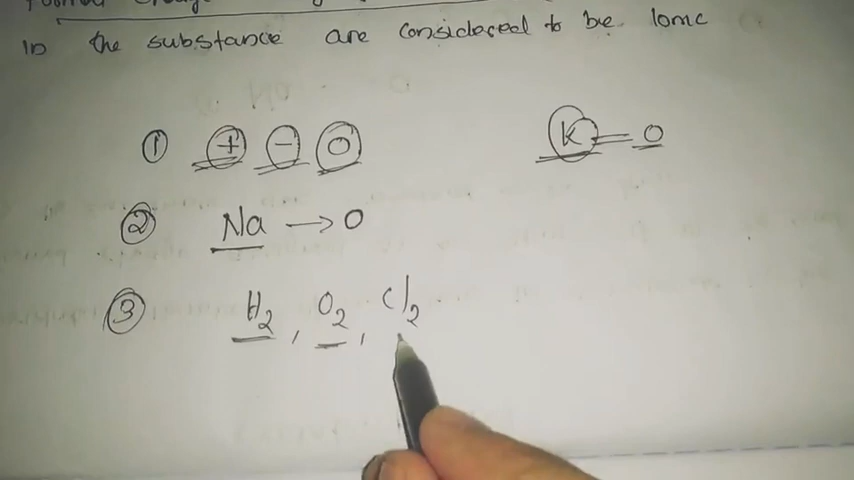 in the substance are considered to be Ionic
① + - 0 K = 0
② Na → 0
③ H₂, O₂, Cl₂